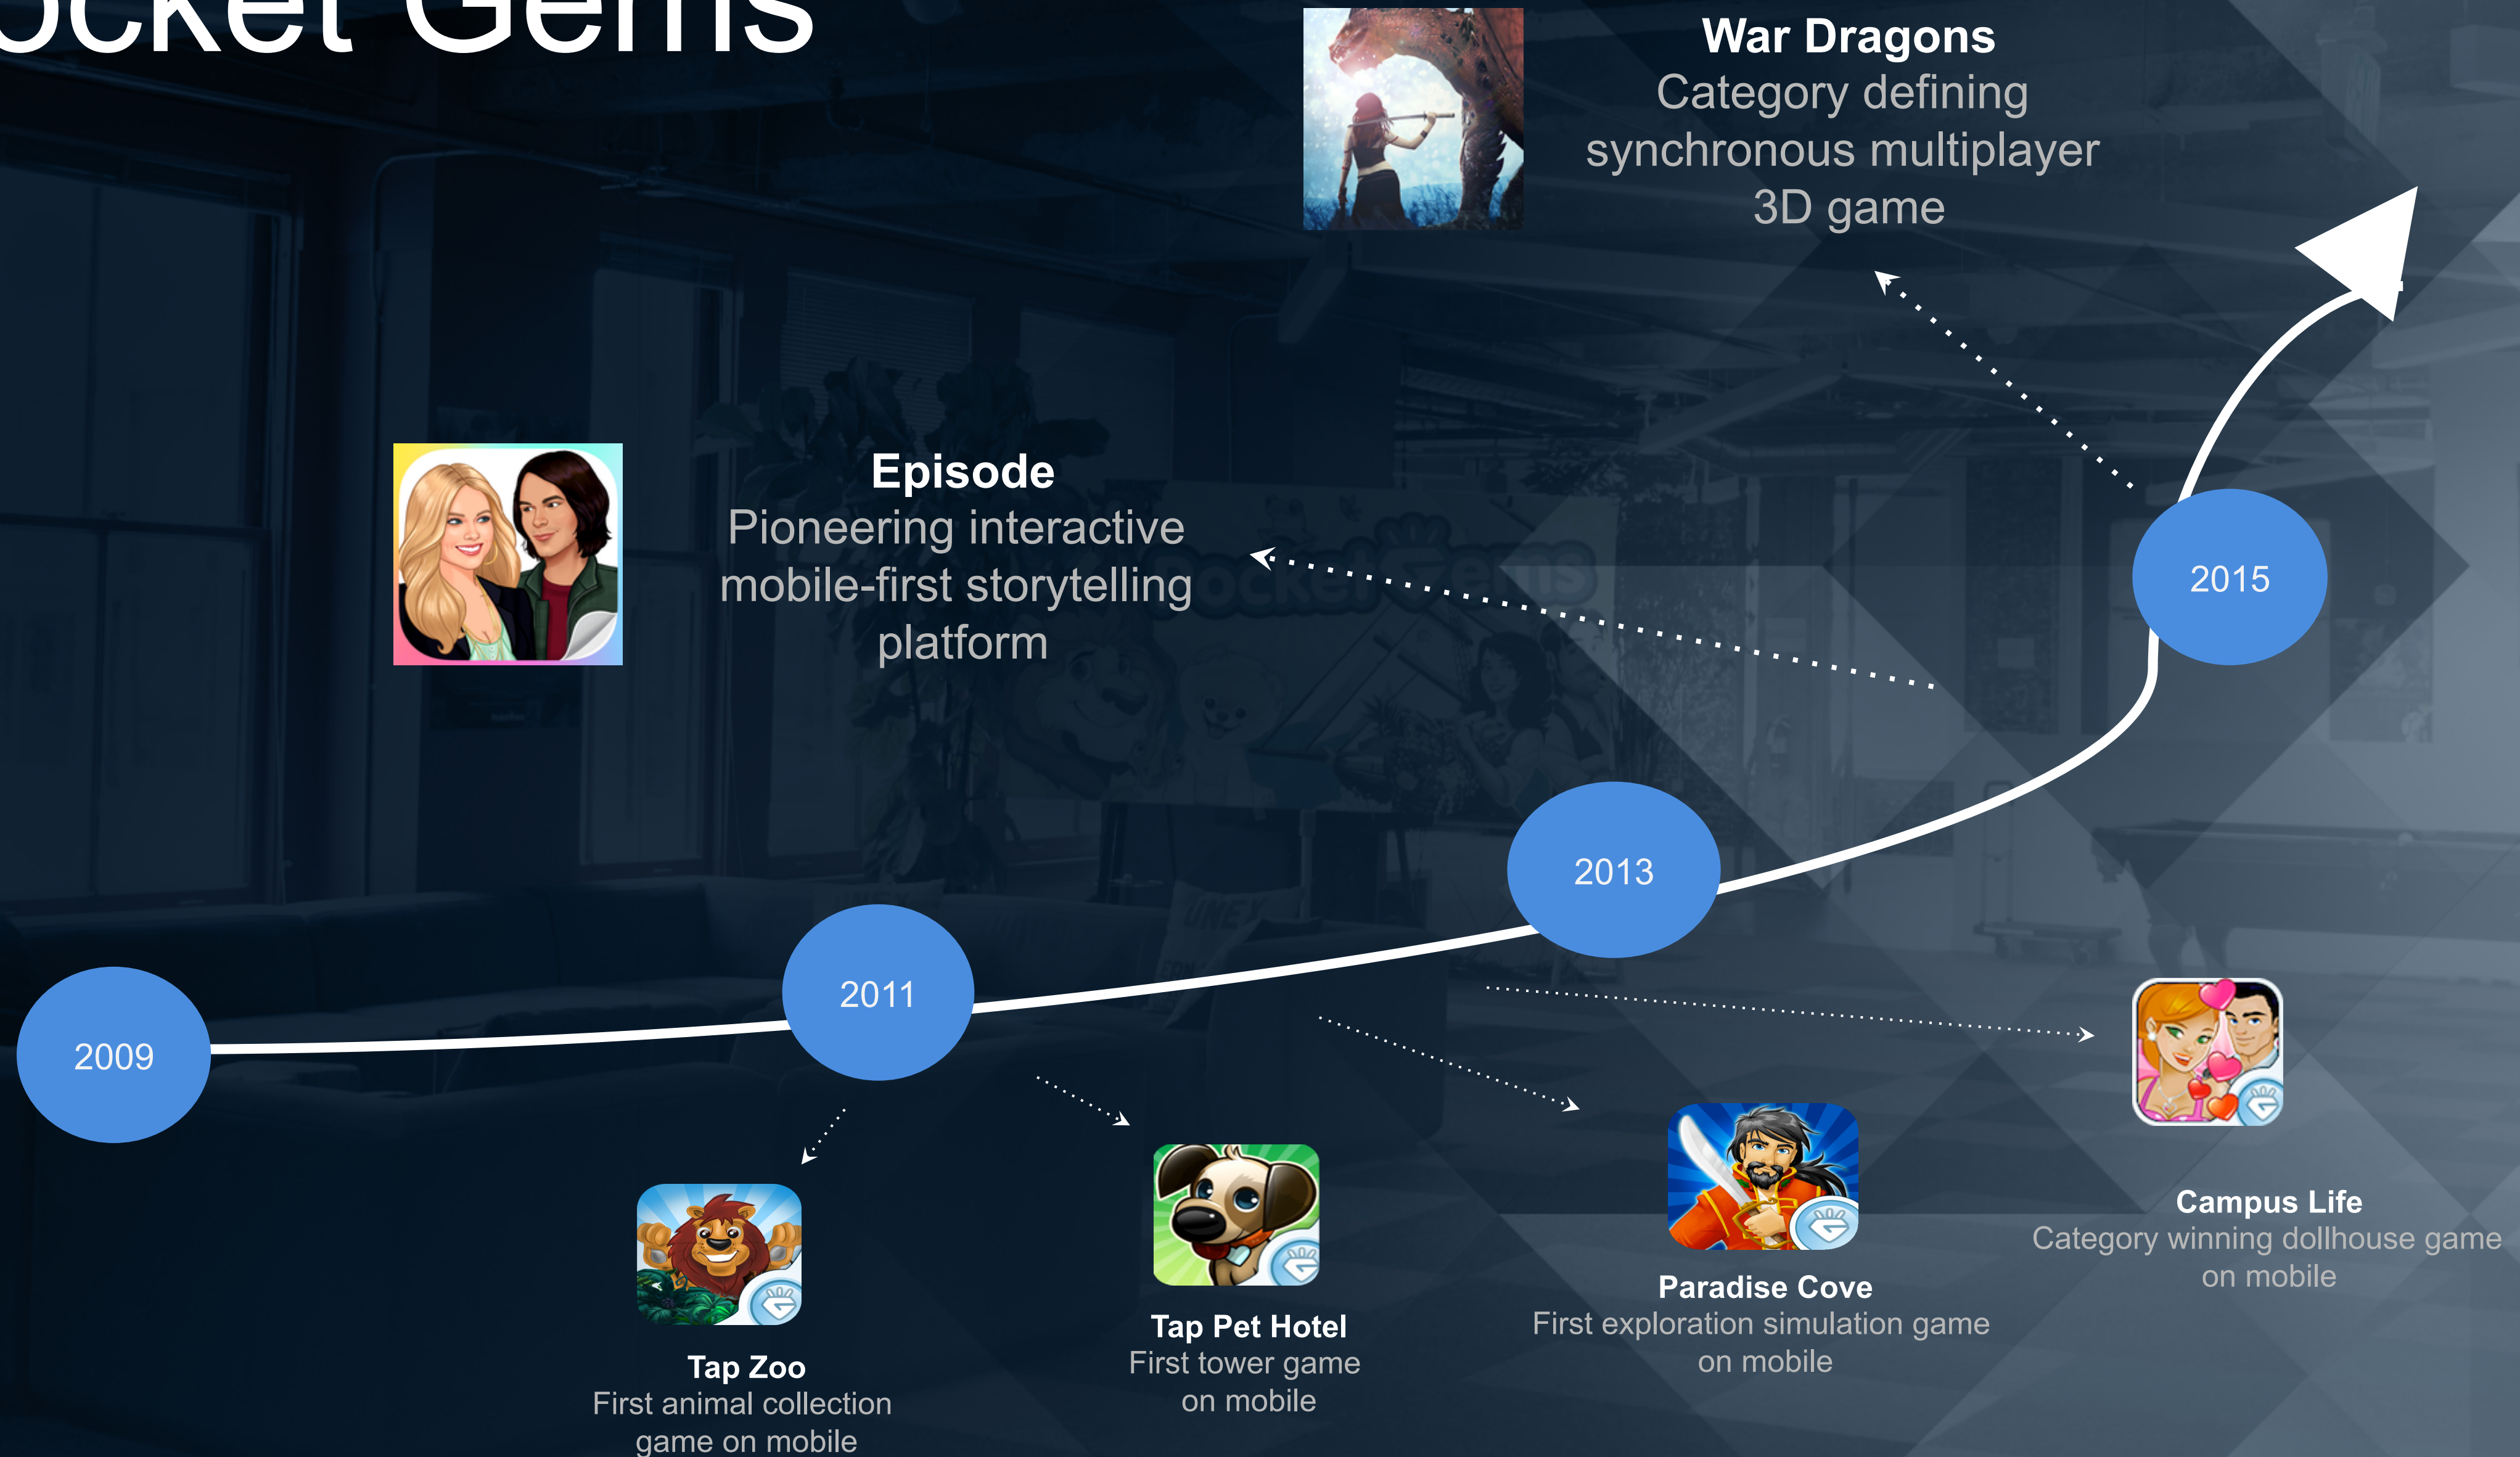 ocket Gems
War Dragons
Category defining
synchronous multiplayer
3D game
Episode
Pioneering interactive
mobile-first storytelling
platform
Pocket Gems
2015
2013
2011
2009
Campus Life
Category winning dollhouse game
on mobile
Paradise Cove
First exploration simulation game
on mobile
Tap Pet Hotel
First tower game
on mobile
Tap Zoo
First animal collection
game on mobile